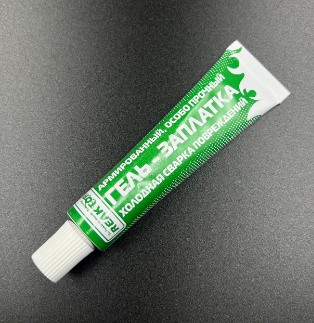 АРМИРОВАННЫЙ, ОСОБО ПРОЧНЫЙ
ГЕЛЬ - ЗАПЛАТКА
ХОЛОДНАЯ СВАРКА ПОВРЕЖДЕНИЙ